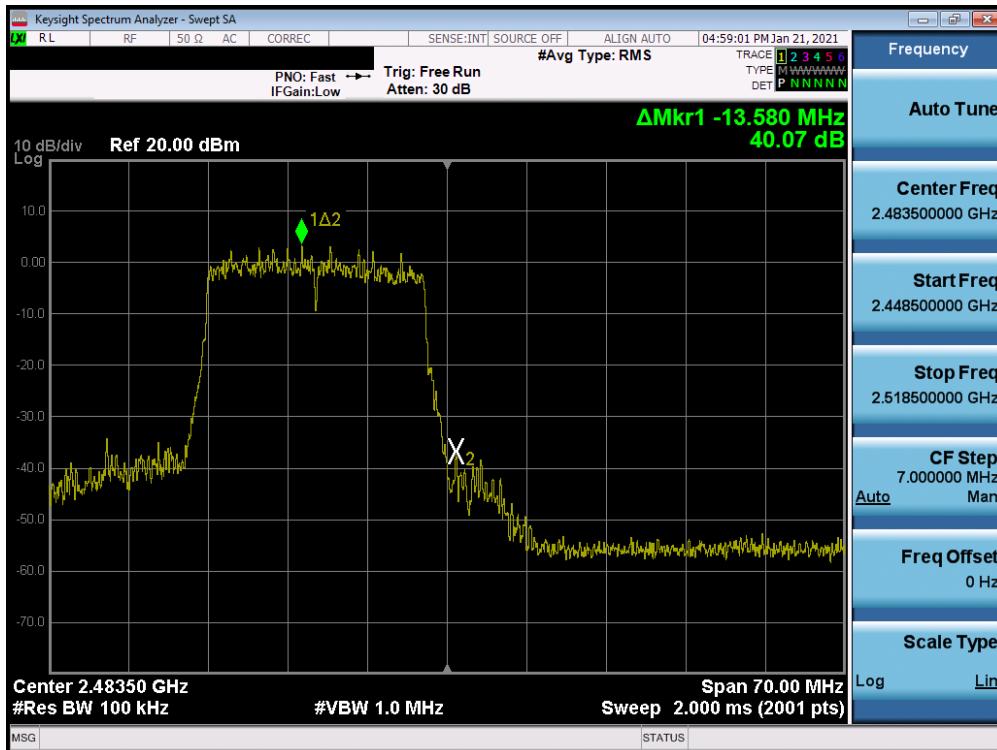 Keysight Spectrum Analyzer - Swept SA
LXI RL RF 50 Ω AC CORREC SENSE:INT SOURCE OFF ALIGN AUTO 04:59:01 PM Jan 21, 2021
#Avg Type: RMS
TRACE 1 2 3 4 5 6
TYPE M W W W W W
DET P N N N N N
PNO: Fast
IFGain:Low
Trig: Free Run
Atten: 30 dB
ΔMkr1 -13.580 MHz
40.07 dB
10 dB/div Ref 20.00 dBm
Log
10.0
0.00
-10.0
-20.0
-30.0
-40.0
-50.0
-60.0
-70.0
1Δ2
X2
Center 2.48350 GHz
Span 70.00 MHz
#Res BW 100 kHz
#VBW 1.0 MHz
Sweep 2.000 ms (2001 pts)
MSG
STATUS
Frequency
Auto Tune
Center Freq
2.483500000 GHz
Start Freq
2.448500000 GHz
Stop Freq
2.518500000 GHz
CF Step
7.000000 MHz
Auto Man
Freq Offset
0 Hz
Scale Type
Log Lin